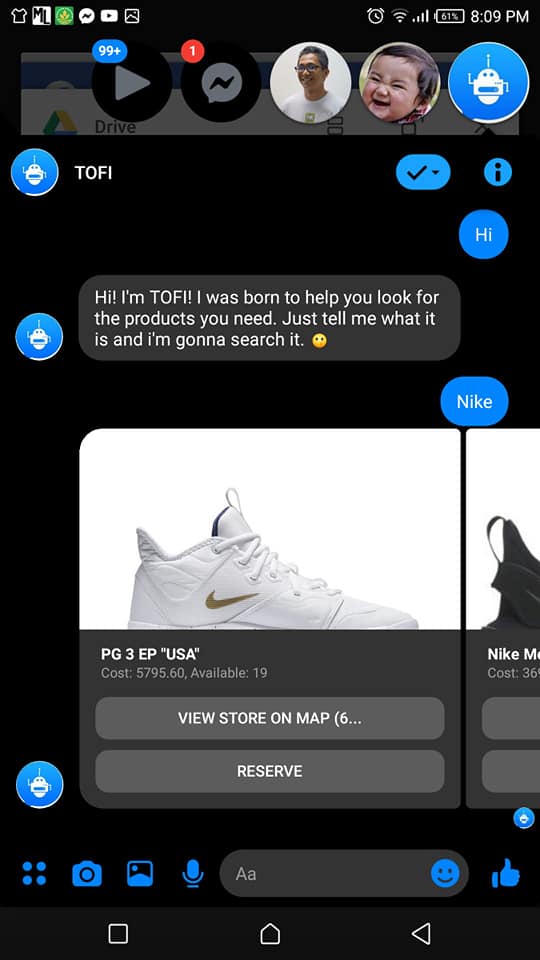 ML
61%
8:09 PM
99+
1
Drive
TOFI
Hi
Hi! I'm TOFI! I was born to help you look for
the products you need. Just tell me what it
is and i'm gonna search it. 😶
Nike
PG 3 EP "USA"
Cost: 5795.60, Available: 19
VIEW STORE ON MAP (6...
RESERVE
Nike M
Cost: 36
Aa